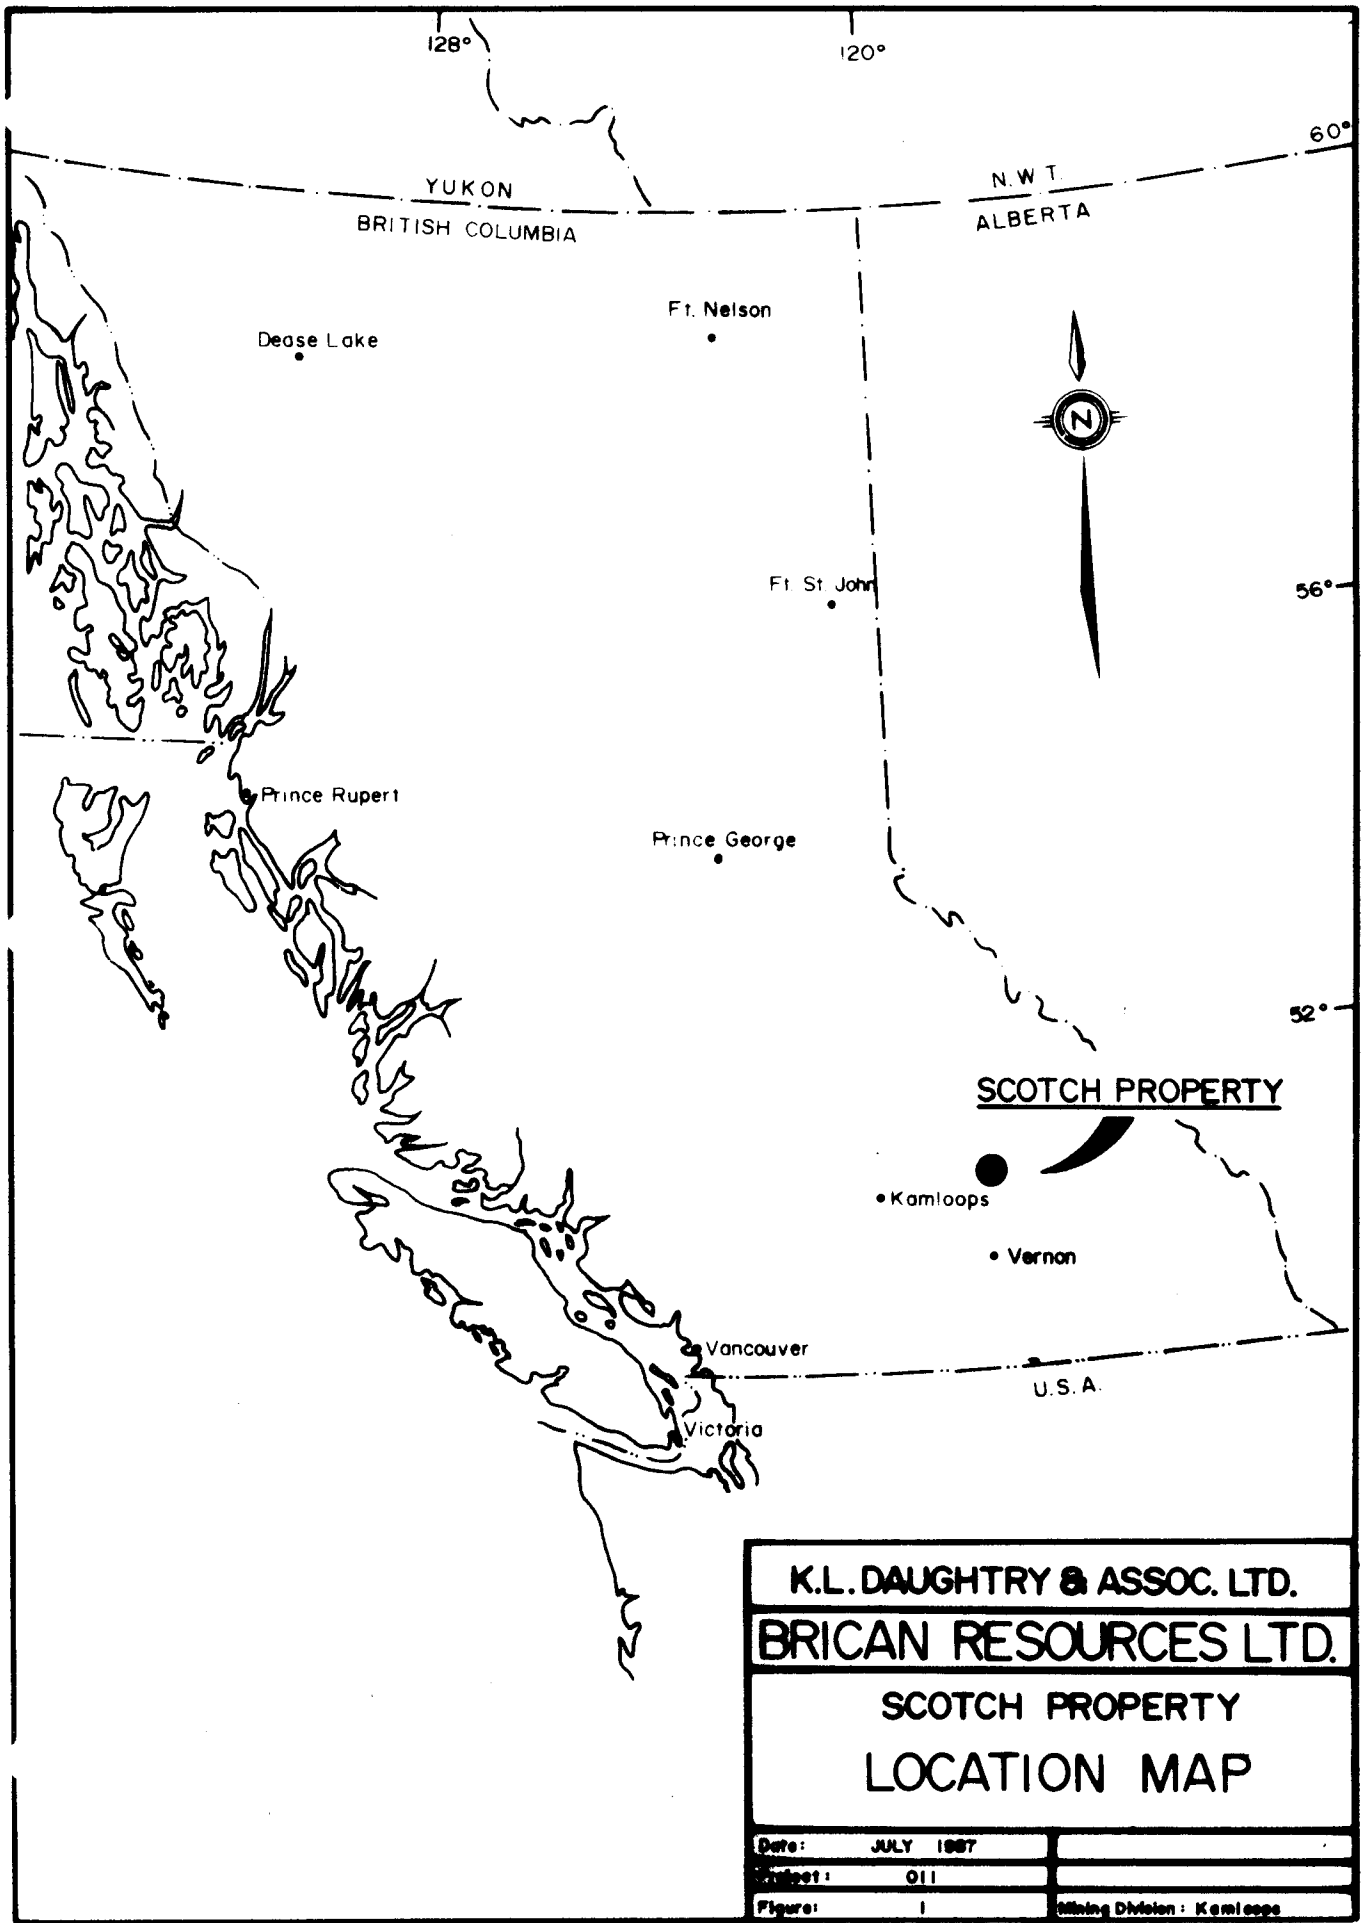 128°
120°
60°
YUKON
N.W.T.
BRITISH COLUMBIA
ALBERTA
Ft. Nelson
Dease Lake
N
Ft. St. John
56°
Prince Rupert
Prince George
52°
SCOTCH PROPERTY
Kamloops
Vernon
Vancouver
U.S.A.
Victoria
K.L. DAUGHTRY & ASSOC. LTD.
BRICAN RESOURCES LTD.
SCOTCH PROPERTY
LOCATION MAP
Date: JULY 1987
Project: 011
Figure: 1
Mining Division: Kamloops